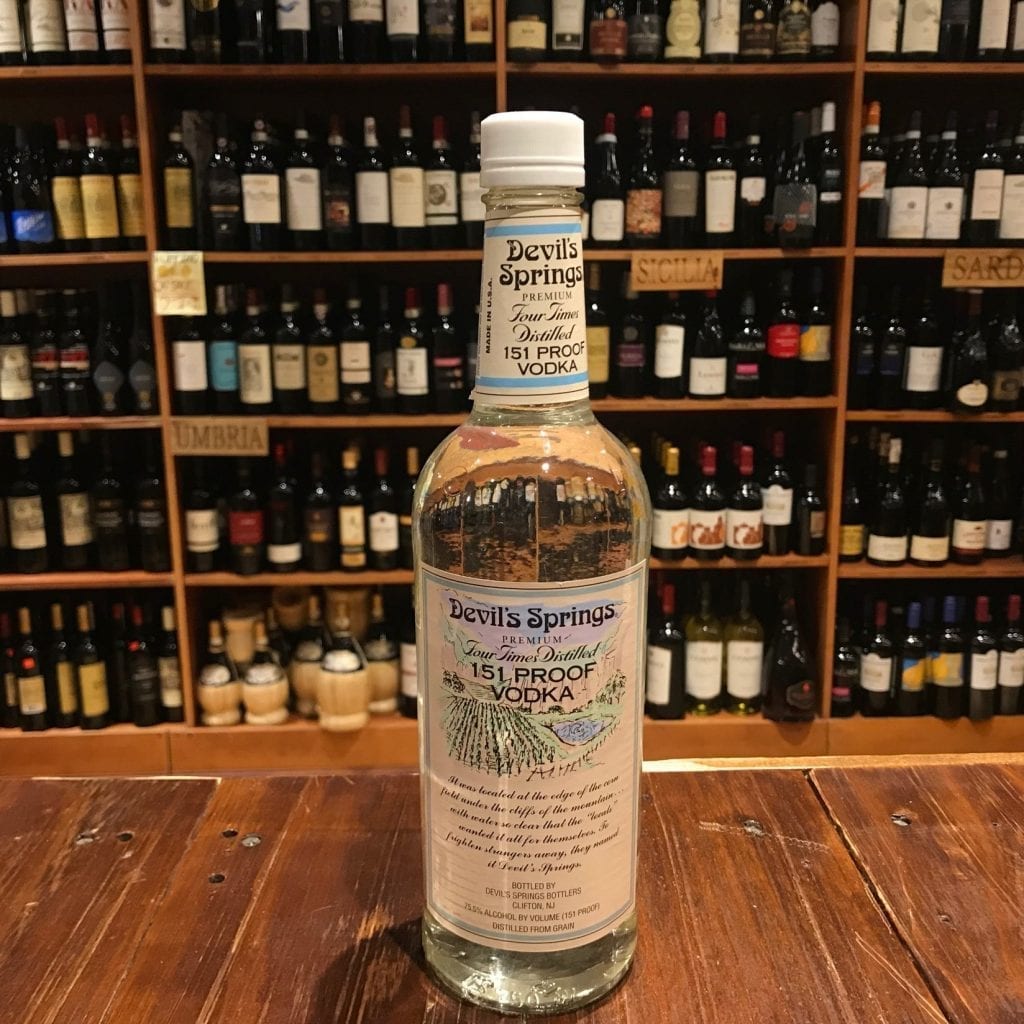 Devil's
Springs
PREMIUM
Four Times
Distilled
151 PROOF
VODKA
MADE IN U.S.A.
SICILIA
SARD
UMBRIA
Devil's Springs
PREMIUM
Four Times Distilled
151 PROOF
VODKA
It was located at the edge of the corn
field under the cliffs of the mountain...
with water so clear that the "locals"
wanted it all for themselves. To
frighten strangers away, they named
it Devil's Springs.
BOTTLED BY
DEVIL'S SPRINGS BOTTLERS
CLIFTON, NJ
75.5% ALCOHOL BY VOLUME (151 PROOF)
DISTILLED FROM GRAIN